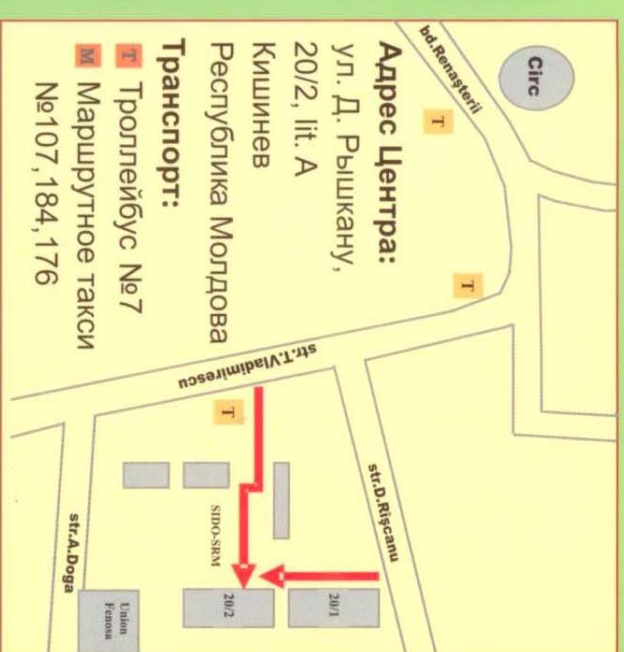 Circ
bd.Renaşterii
T
T
Адрес Центра:
ул. Д. Рышкану,
20/2, lit. A
Кишинев
Республика Молдова
Транспорт:
T Троллейбус №7
M Маршрутное такси
№107,184,176
str.T.Vladimirescu
T
str.D.Rişcanu
SIDO-SRM
20/1
20/2
str.A.Doga
Union
Fenosa